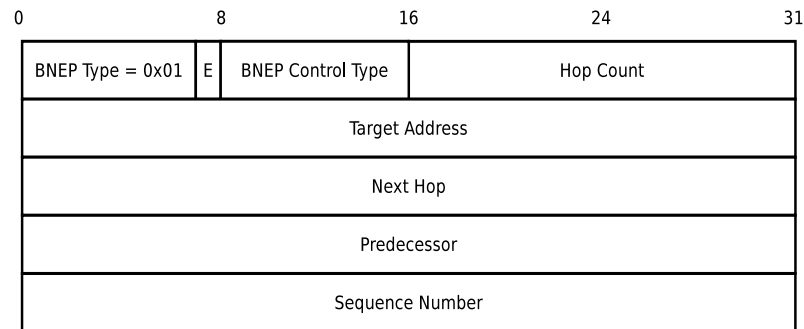 0 8 16 24 31
BNEP Type = 0x01 E BNEP Control Type Hop Count
Target Address
Next Hop
Predecessor
Sequence Number